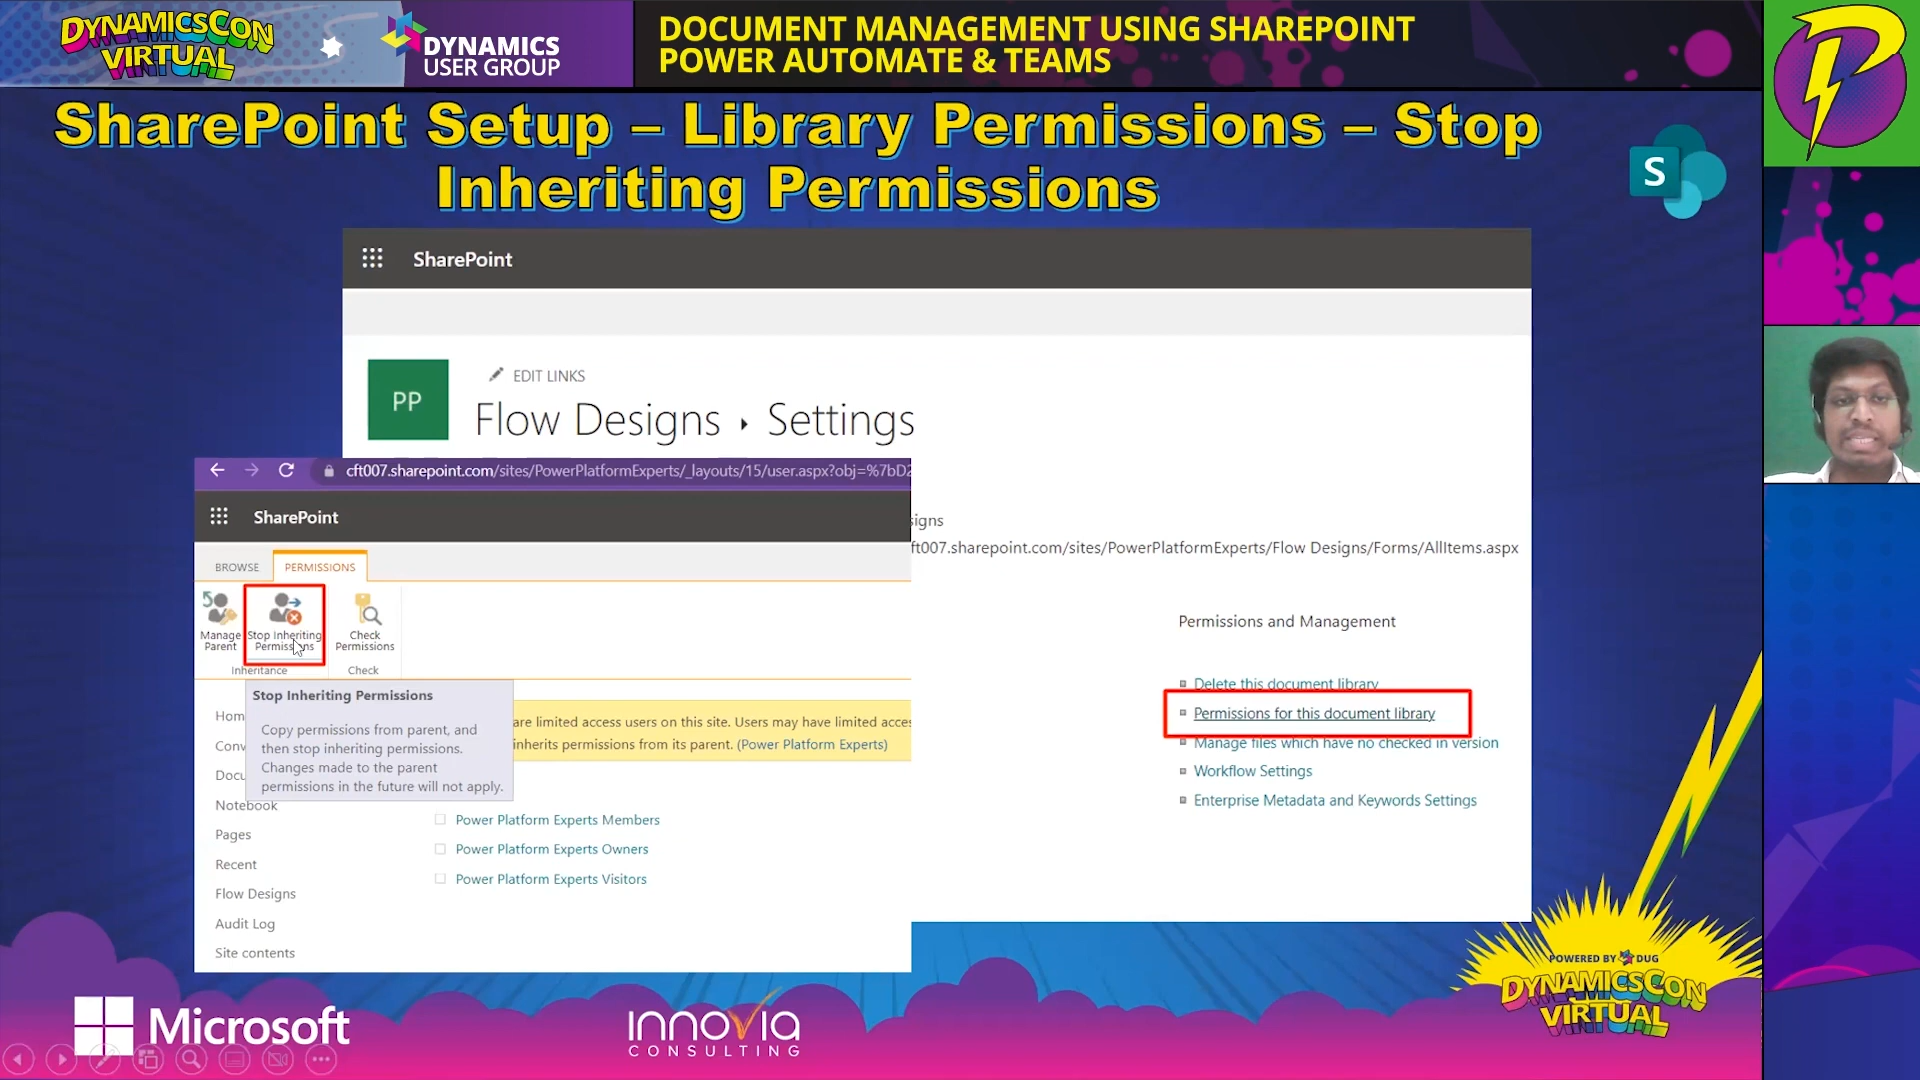 DYNAMICSCON
VIRTUAL
DYNAMICS
USER GROUP
DOCUMENT MANAGEMENT USING SHAREPOINT
POWER AUTOMATE & TEAMS
P
SharePoint Setup – Library Permissions – Stop
Inheriting Permissions
S
SharePoint
PP
EDIT LINKS
Flow Designs Settings
cft007.sharepoint.com/sites/PowerPlatformExperts/_layouts/15/user.aspx?obj=%7bD2
SharePoint
signs
ft007.sharepoint.com/sites/PowerPlatformExperts/Flow Designs/Forms/AllItems.aspx
BROWSE PERMISSIONS
Manage
Parent
Stop Inheriting
Permissions
Check
Permissions
Inheritance Check
Stop Inheriting Permissions
Copy permissions from parent, and
then stop inheriting permissions.
Changes made to the parent
permissions in the future will not apply.
are limited access users on this site. Users may have limited acces
inherits permissions from its parent. (Power Platform Experts)
Hom
Conv
Docu
Notebook
Pages
Recent
Flow Designs
Audit Log
Site contents
Power Platform Experts Members
Power Platform Experts Owners
Power Platform Experts Visitors
Permissions and Management
Delete this document library
Permissions for this document library
Manage files which have no checked in version
Workflow Settings
Enterprise Metadata and Keywords Settings
Microsoft
INNOVIA
CONSULTING
POWERED BY DUG
DYNAMICSCON
VIRTUAL